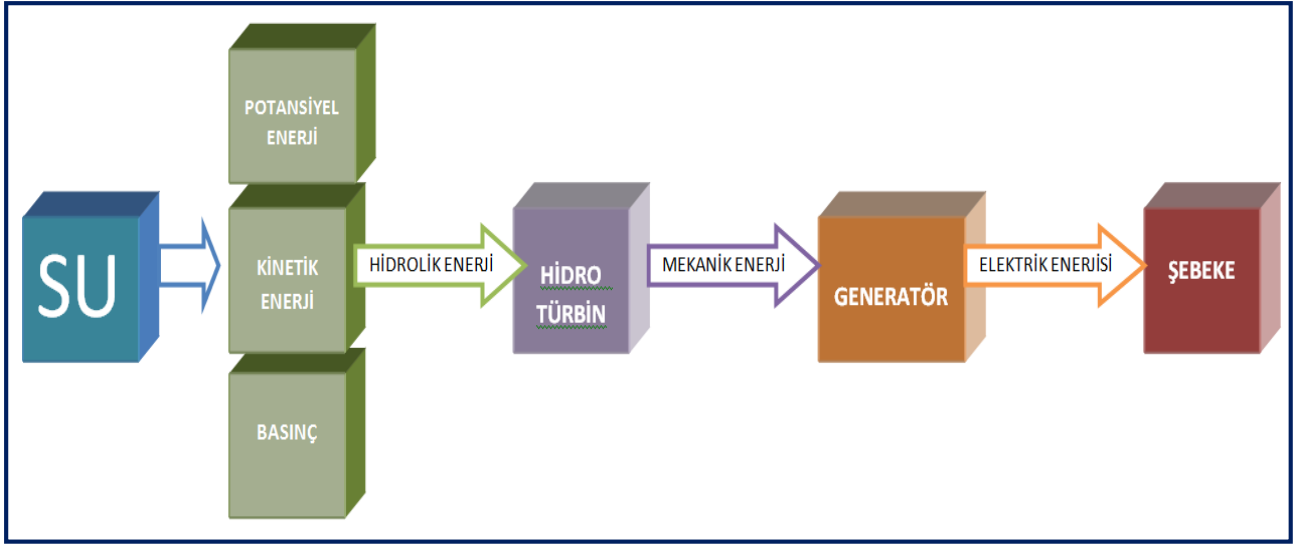 SU
POTANSİYEL
ENERJİ
KİNETİK
ENERJİ
BASINÇ
HİDROLİK ENERJİ
HİDRO
TÜRBİN
MEKANİK ENERJİ
GENERATÖR
ELEKTRİK ENERJİSİ
ŞEBEKE